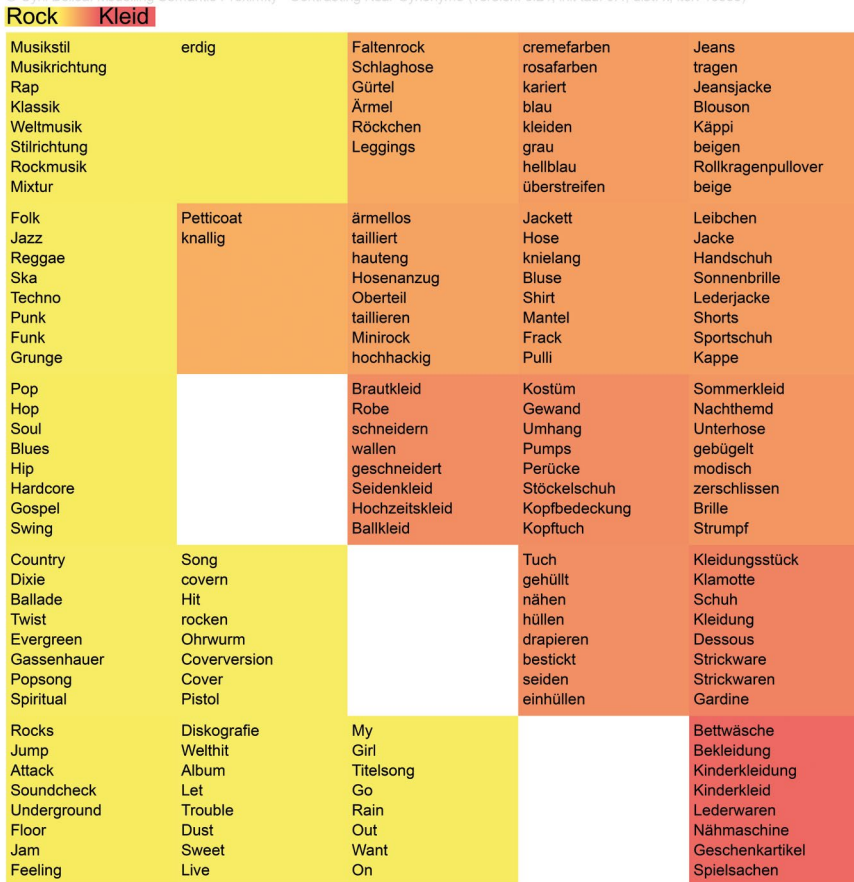 Rock Kleid
Musikstil
Musikrichtung
Rap
Klassik
Weltmusik
Stilrichtung
Rockmusik
Mixtur
erdig
Faltenrock
Schlaghose
Gürtel
Ärmel
Röckchen
Leggings
cremefarben
rosafarben
kariert
blau
kleiden
grau
hellblau
überstreifen
Jeans
tragen
Jeansjacke
Blouson
Käppi
beigen
Rollkragenpullover
beige
Folk
Jazz
Reggae
Ska
Techno
Punk
Funk
Grunge
Petticoat
knallig
ärmellos
tailliert
hauteng
Hosenanzug
Oberteil
taillieren
Minirock
hochhackig
Jackett
Hose
knielang
Bluse
Shirt
Mantel
Frack
Pulli
Leibchen
Jacke
Handschuh
Sonnenbrille
Lederjacke
Shorts
Sportschuh
Kappe
Pop
Hop
Soul
Blues
Hip
Hardcore
Gospel
Swing
Brautkleid
Robe
schneidern
wallen
geschneidert
Seidenkleid
Hochzeitskleid
Ballkleid
Kostüm
Gewand
Umhang
Pumps
Perücke
Stöckelschuh
Kopfbedeckung
Kopftuch
Sommerkleid
Nachthemd
Unterhose
gebügelt
modisch
zerschlissen
Brille
Strumpf
Country
Dixie
Ballade
Twist
Evergreen
Gassenhauer
Popsong
Spiritual
Song
covern
Hit
rocken
Ohrwurm
Coverversion
Cover
Pistol
Tuch
gehüllt
nähen
hüllen
drapieren
bestickt
seiden
einhüllen
Kleidungsstück
Klamotte
Schuh
Kleidung
Dessous
Strickware
Strickwaren
Gardine
Rocks
Jump
Attack
Soundcheck
Underground
Floor
Jam
Feeling
Diskografie
Welthit
Album
Let
Trouble
Dust
Sweet
Live
My
Girl
Titelsong
Go
Rain
Out
Want
On
Bettwäsche
Bekleidung
Kinderkleidung
Kinderkleid
Lederwaren
Nähmaschine
Geschenkartikel
Spielsachen